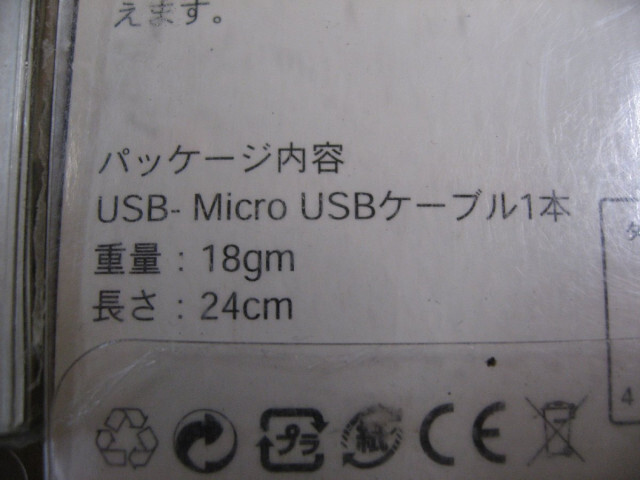 えます。
パッケージ内容
USB- Micro USBケーブル1本
重量：18gm
長さ：24cm
プラ 紙 CE
4